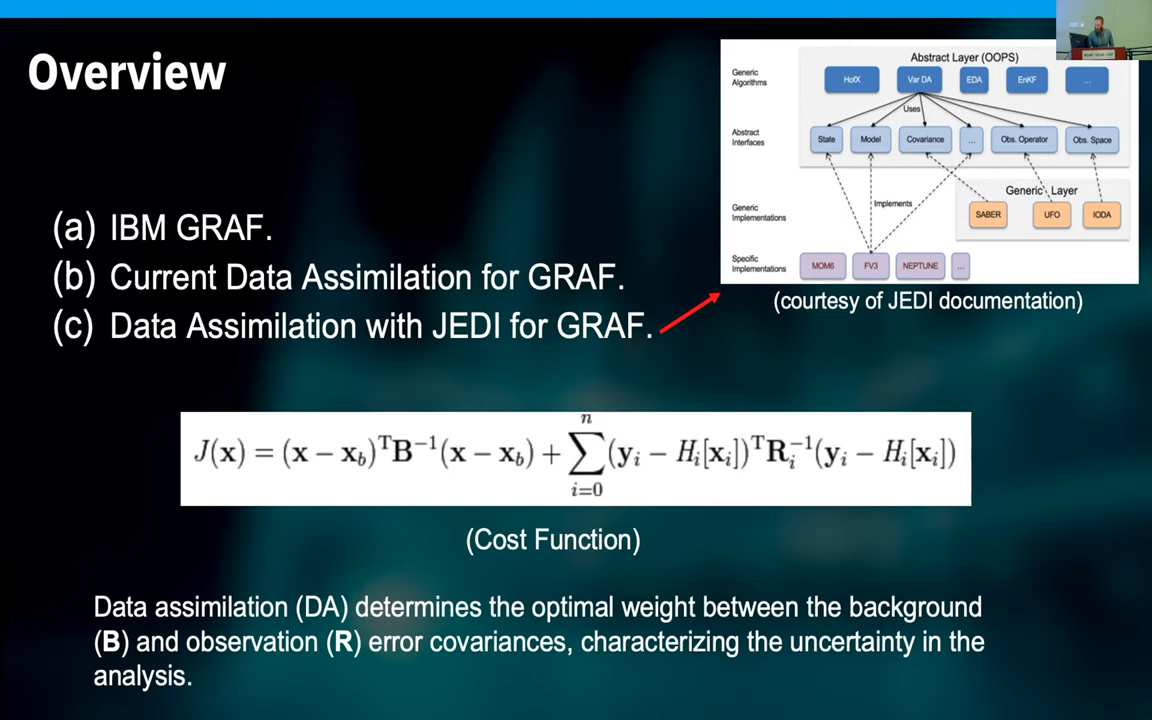 Overview
Abstract Layer (OOPS)
Generic
Algorithms
HofX
Var DA
EDA
EnKF
...
Uses
Abstract
Interfaces
State
Model
Covariance
...
Obs. Operator
Obs. Space
Generic Layer
Implements
Generic
Implementations
SABER
UFO
IODA
Specific
Implementations
MOM6
FV3
NEPTUNE
...
(courtesy of JEDI documentation)
(a) IBM GRAF.
(b) Current Data Assimilation for GRAF.
(c) Data Assimilation with JEDI for GRAF.
J(x) = (x − x_b)^T B^{-1} (x − x_b) + ∑_{i=0}^{n} (y_i − H_i[x_i])^T R_i^{-1} (y_i − H_i[x_i])
(Cost Function)
Data assimilation (DA) determines the optimal weight between the background
(B) and observation (R) error covariances, characterizing the uncertainty in the
analysis.